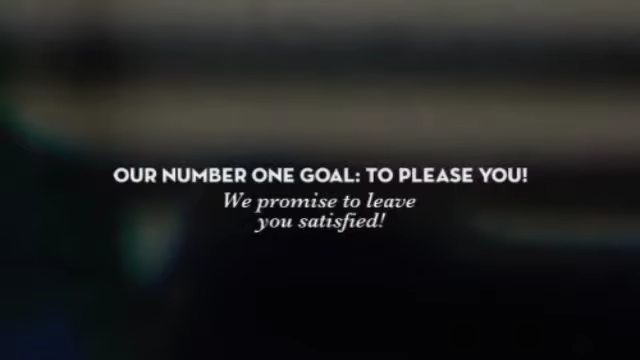 OUR NUMBER ONE GOAL: TO PLEASE YOU!
We promise to leave
you satisfied!